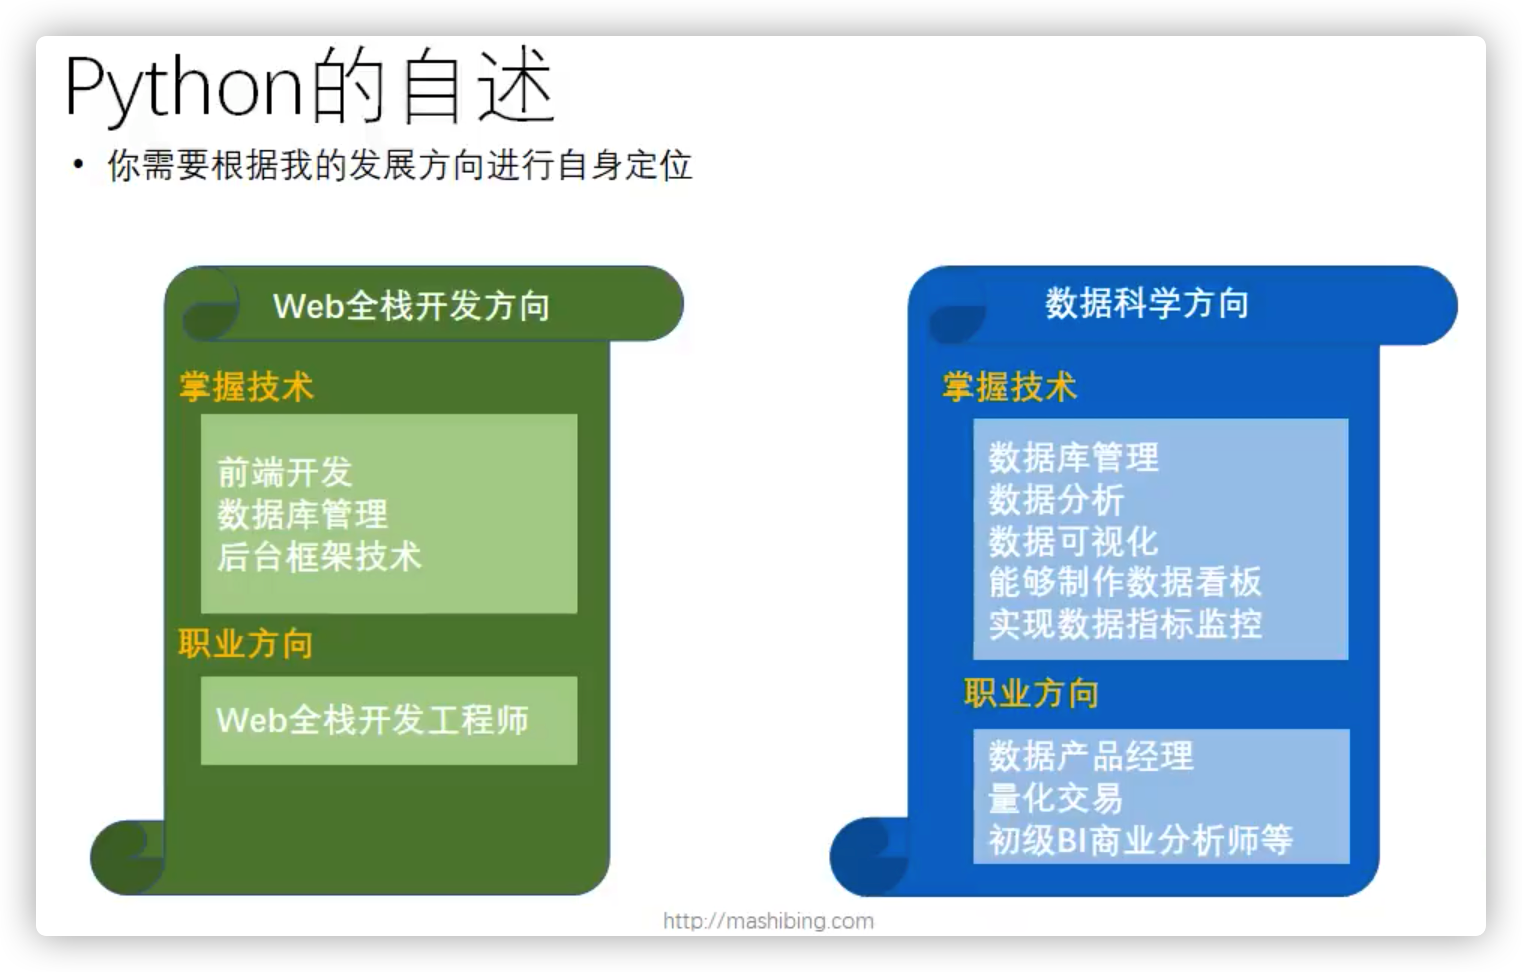 Python的自述
• 你需要根据我的发展方向进行自身定位
Web全栈开发方向
掌握技术
前端开发
数据库管理
后台框架技术
职业方向
Web全栈开发工程师
数据科学方向
掌握技术
数据库管理
数据分析
数据可视化
能够制作数据看板
实现数据指标监控
职业方向
数据产品经理
量化交易
初级BI商业分析师等
http://mashibing.com